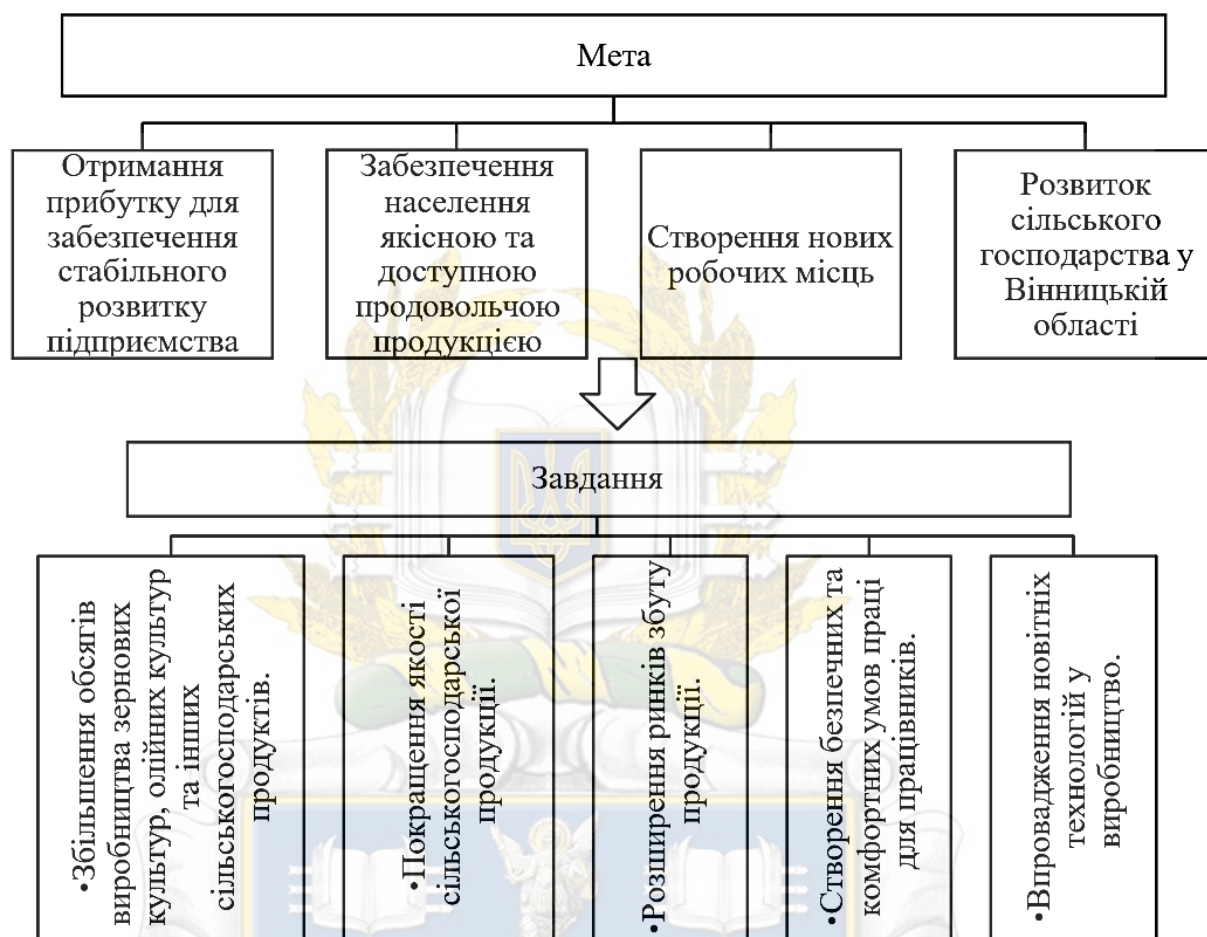 Мета
Отримання
прибутку для
забезпечення
стабільного
розвитку
підприємства
Забезпечення
населення
якісною та
доступною
продовольчою
продукцією
Створення нових
робочих місць
Розвиток
сільського
господарства у
Вінницькій
області
Завдання
•Збільшення обсягів
виробництва зернових
культур, олійних культур
та інших
сільськогосподарських
продуктів.
•Покращення якості
сільськогосподарської
продукції.
•Розширення ринків збуту
продукції.
•Створення безпечних та
комфортних умов праці
для працівників.
•Впровадження новітніх
технологій у
виробництво.